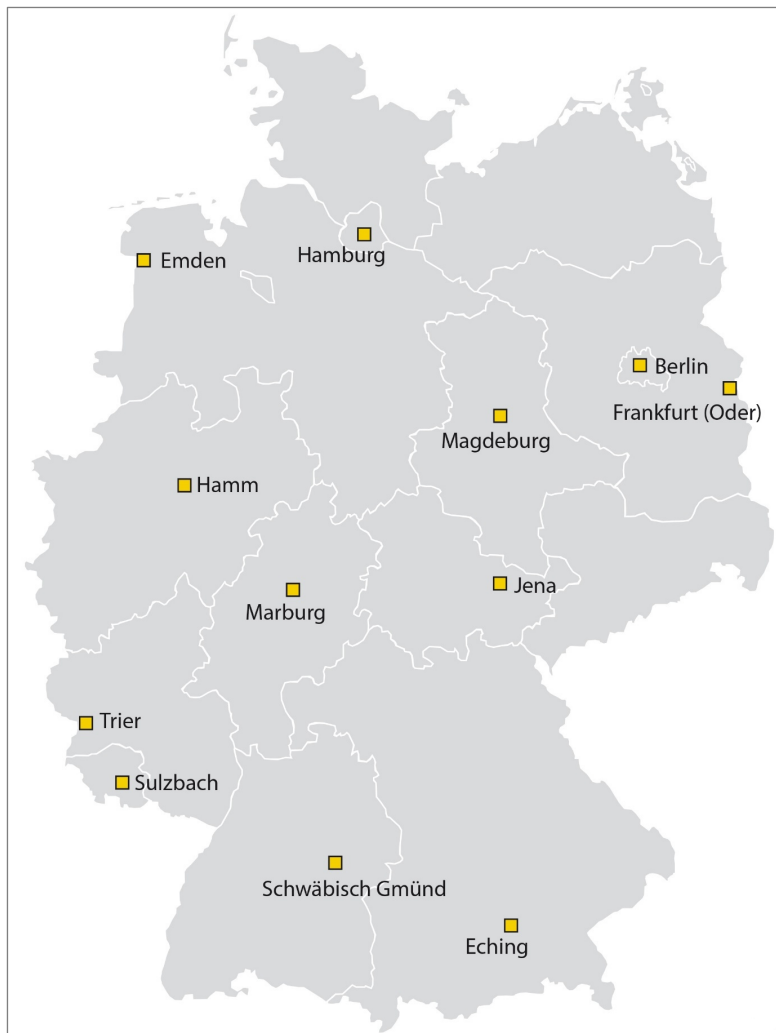 Hamburg
Emden
Berlin
Frankfurt (Oder)
Magdeburg
Hamm
Jena
Marburg
Trier
Sulzbach
Schwäbisch Gmünd
Eching